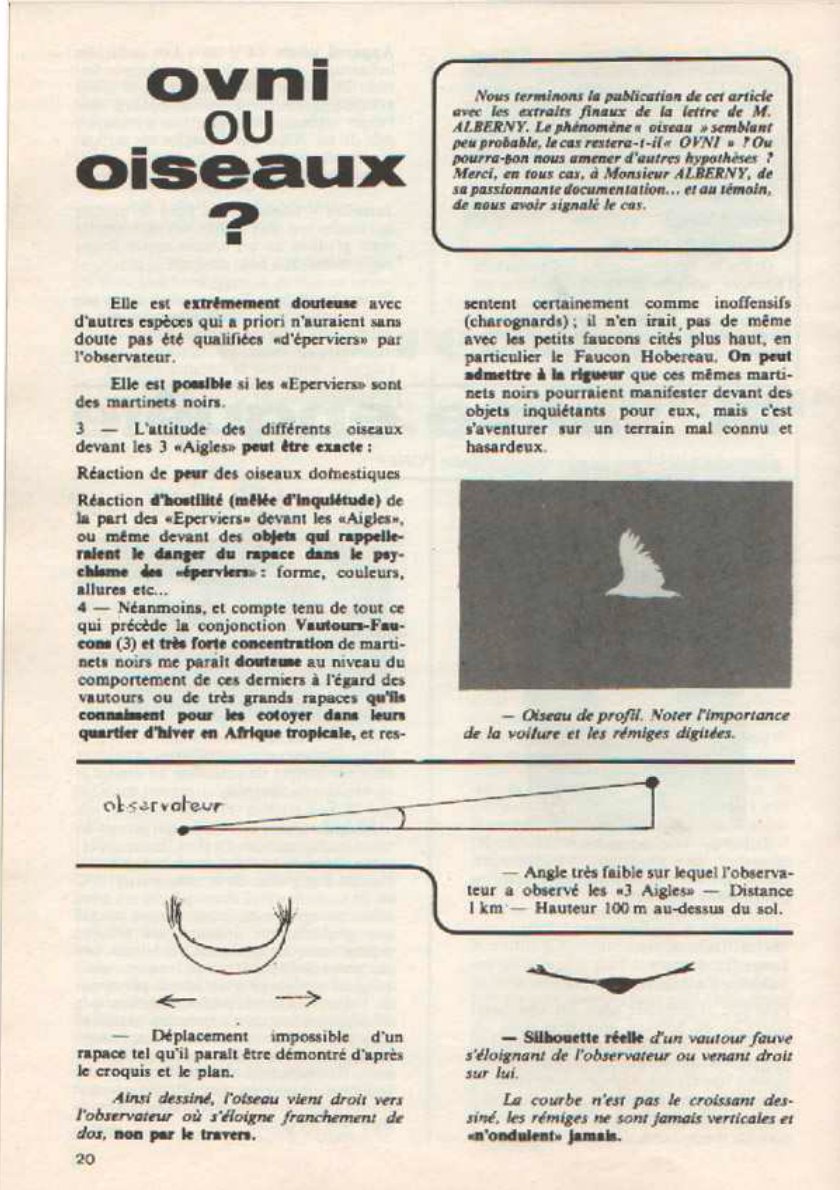 ovni
OU
oiseaux
?
Nous terminons la publication de cet article
avec les extraits finaux de la lettre de M.
ALBERNY. Le phénomène « oiseau » semblant
peu probable, le cas restera-t-il « OVNI » ? Ou
pourra-bon nous amener d'autres hypothèses ?
Merci, en tous cas, à Monsieur ALBERNY, de
sa passionnante documentation... et au témoin,
de nous avoir signalé le cas.
Elle est extrêmement douteuse avec
d'autres espèces qui a priori n'auraient sans
doute pas été qualifiées «d'éperviers» par
l'observateur.
Elle est possible si les «Eperviers» sont
des martinets noirs.
3 — L'attitude des différents oiseaux
devant les 3 «Aigles» peut être exacte :
Réaction de peur des oiseaux domestiques
Réaction d'hostilité (mêlée d'inquiétude) de
la part des «Eperviers» devant les «Aigles»,
ou même devant des objets qui rappelle-
raient le danger du rapace dans le psy-
chisme des «éperviers» : forme, couleurs,
allures etc...
4 — Néanmoins, et compte tenu de tout ce
qui précède la conjonction Vautours-Fau-
cons (3) et très forte concentration de marti-
nets noirs me paraît douteuse au niveau du
comportement de ces derniers à l'égard des
vautours ou de très grands rapaces qu'ils
connaissent pour les cotoyer dans leurs
quartier d'hiver en Afrique tropicale, et res-
sentent certainement comme inoffensifs
(charognards) ; il n'en irait pas de même
avec les petits faucons cités plus haut, en
particulier le Faucon Hobereau. On peut
admettre à la rigueur que ces mêmes marti-
nets noirs pourraient manifester devant des
objets inquiétants pour eux, mais c'est
s'aventurer sur un terrain mal connu et
hasardeux.
— Oiseau de profil. Noter l'importance
de la voilure et les rémiges digitées.
observateur
— Angle très faible sur lequel l'observa-
teur a observé les «3 Aigles» — Distance
1 km — Hauteur 100 m au-dessus du sol.
— Déplacement impossible d'un
rapace tel qu'il paraît être démontré d'après
le croquis et le plan.
Ainsi dessiné, l'oiseau vient droit vers
l'observateur où s'éloigne franchement de
dos, non par le travers.
— Silhouette réelle d'un vautour fauve
s'éloignant de l'observateur ou venant droit
sur lui.
La courbe n'est pas le croissant des-
siné, les rémiges ne sont jamais verticales et
«n'ondulent» jamais.
20